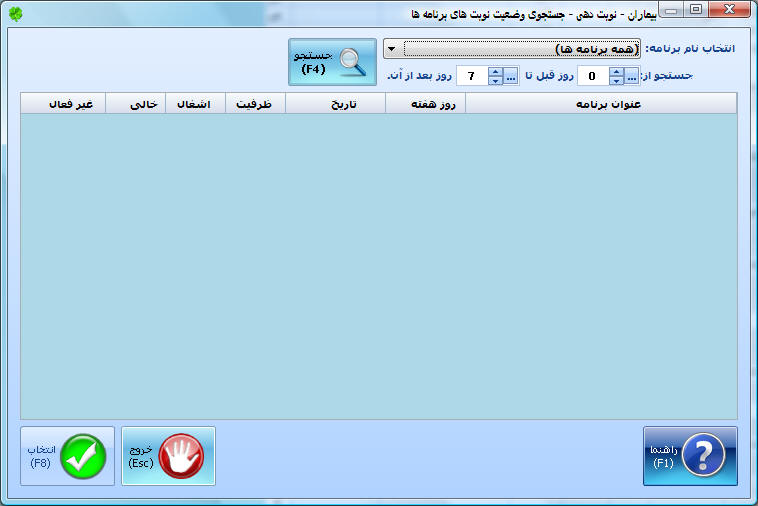 بیماران - نوبت دهی - جستجوی وضعیت نوبت های برنامه ها
انتخاب نام برنامه: (همه برنامه ها)
جستجو (F4)
جستجو از: 0 ... روز قبل تا 7 ... روز بعد از آن.
عنوان برنامه روز هفته تاریخ ظرفیت اشغال خالی غیر فعال
راهنما
(F1)
خروج
(Esc)
انتخاب
(F8)